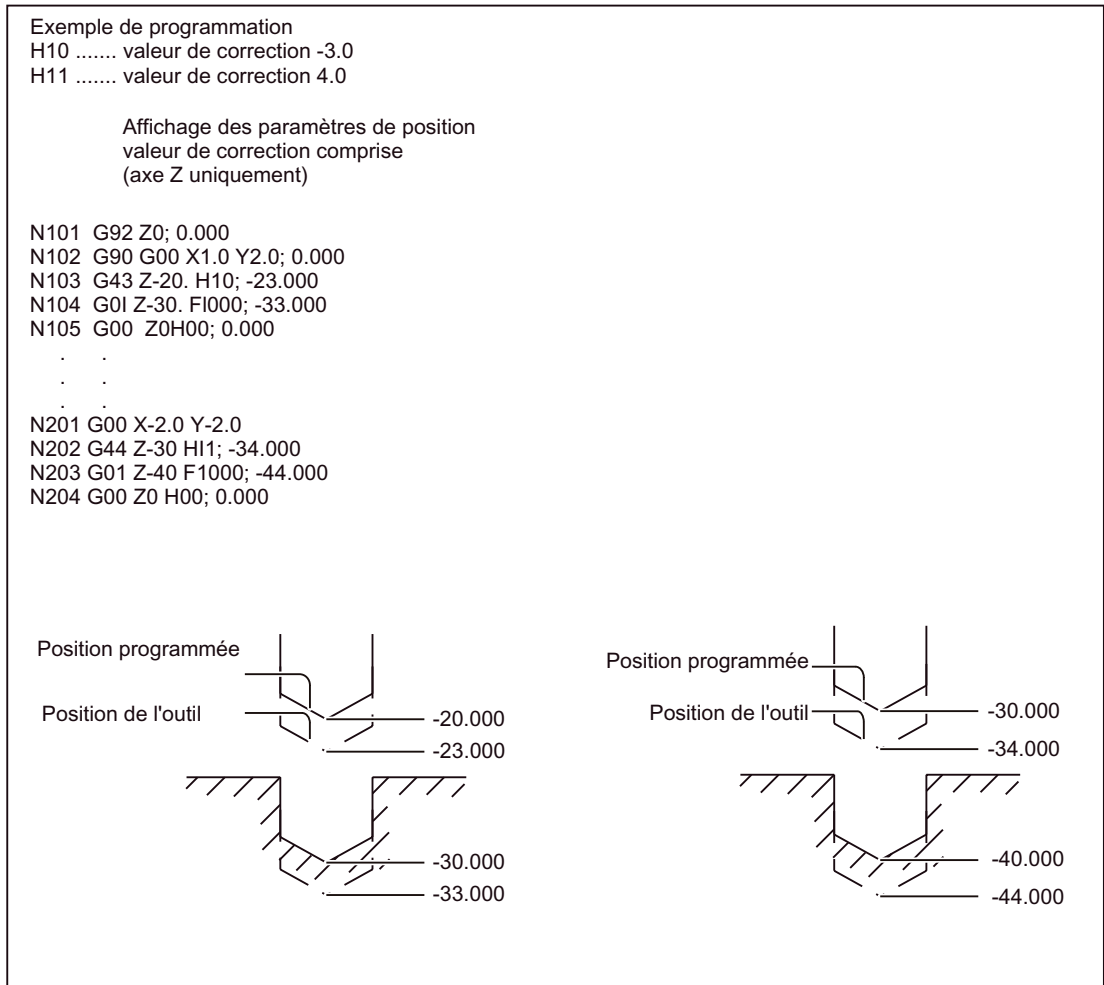 Exemple de programmation
H10 ....... valeur de correction -3.0
H11 ....... valeur de correction 4.0
Affichage des paramètres de position
valeur de correction comprise
(axe Z uniquement)
N101 G92 Z0; 0.000
N102 G90 G00 X1.0 Y2.0; 0.000
N103 G43 Z-20. H10; -23.000
N104 G0I Z-30. Fl000; -33.000
N105 G00 Z0H00; 0.000
. .
. .
. .
N201 G00 X-2.0 Y-2.0
N202 G44 Z-30 HI1; -34.000
N203 G01 Z-40 F1000; -44.000
N204 G00 Z0 H00; 0.000
Position programmée
Position de l'outil
-20.000
-23.000
-30.000
-33.000
Position programmée
Position de l'outil
-30.000
-34.000
-40.000
-44.000